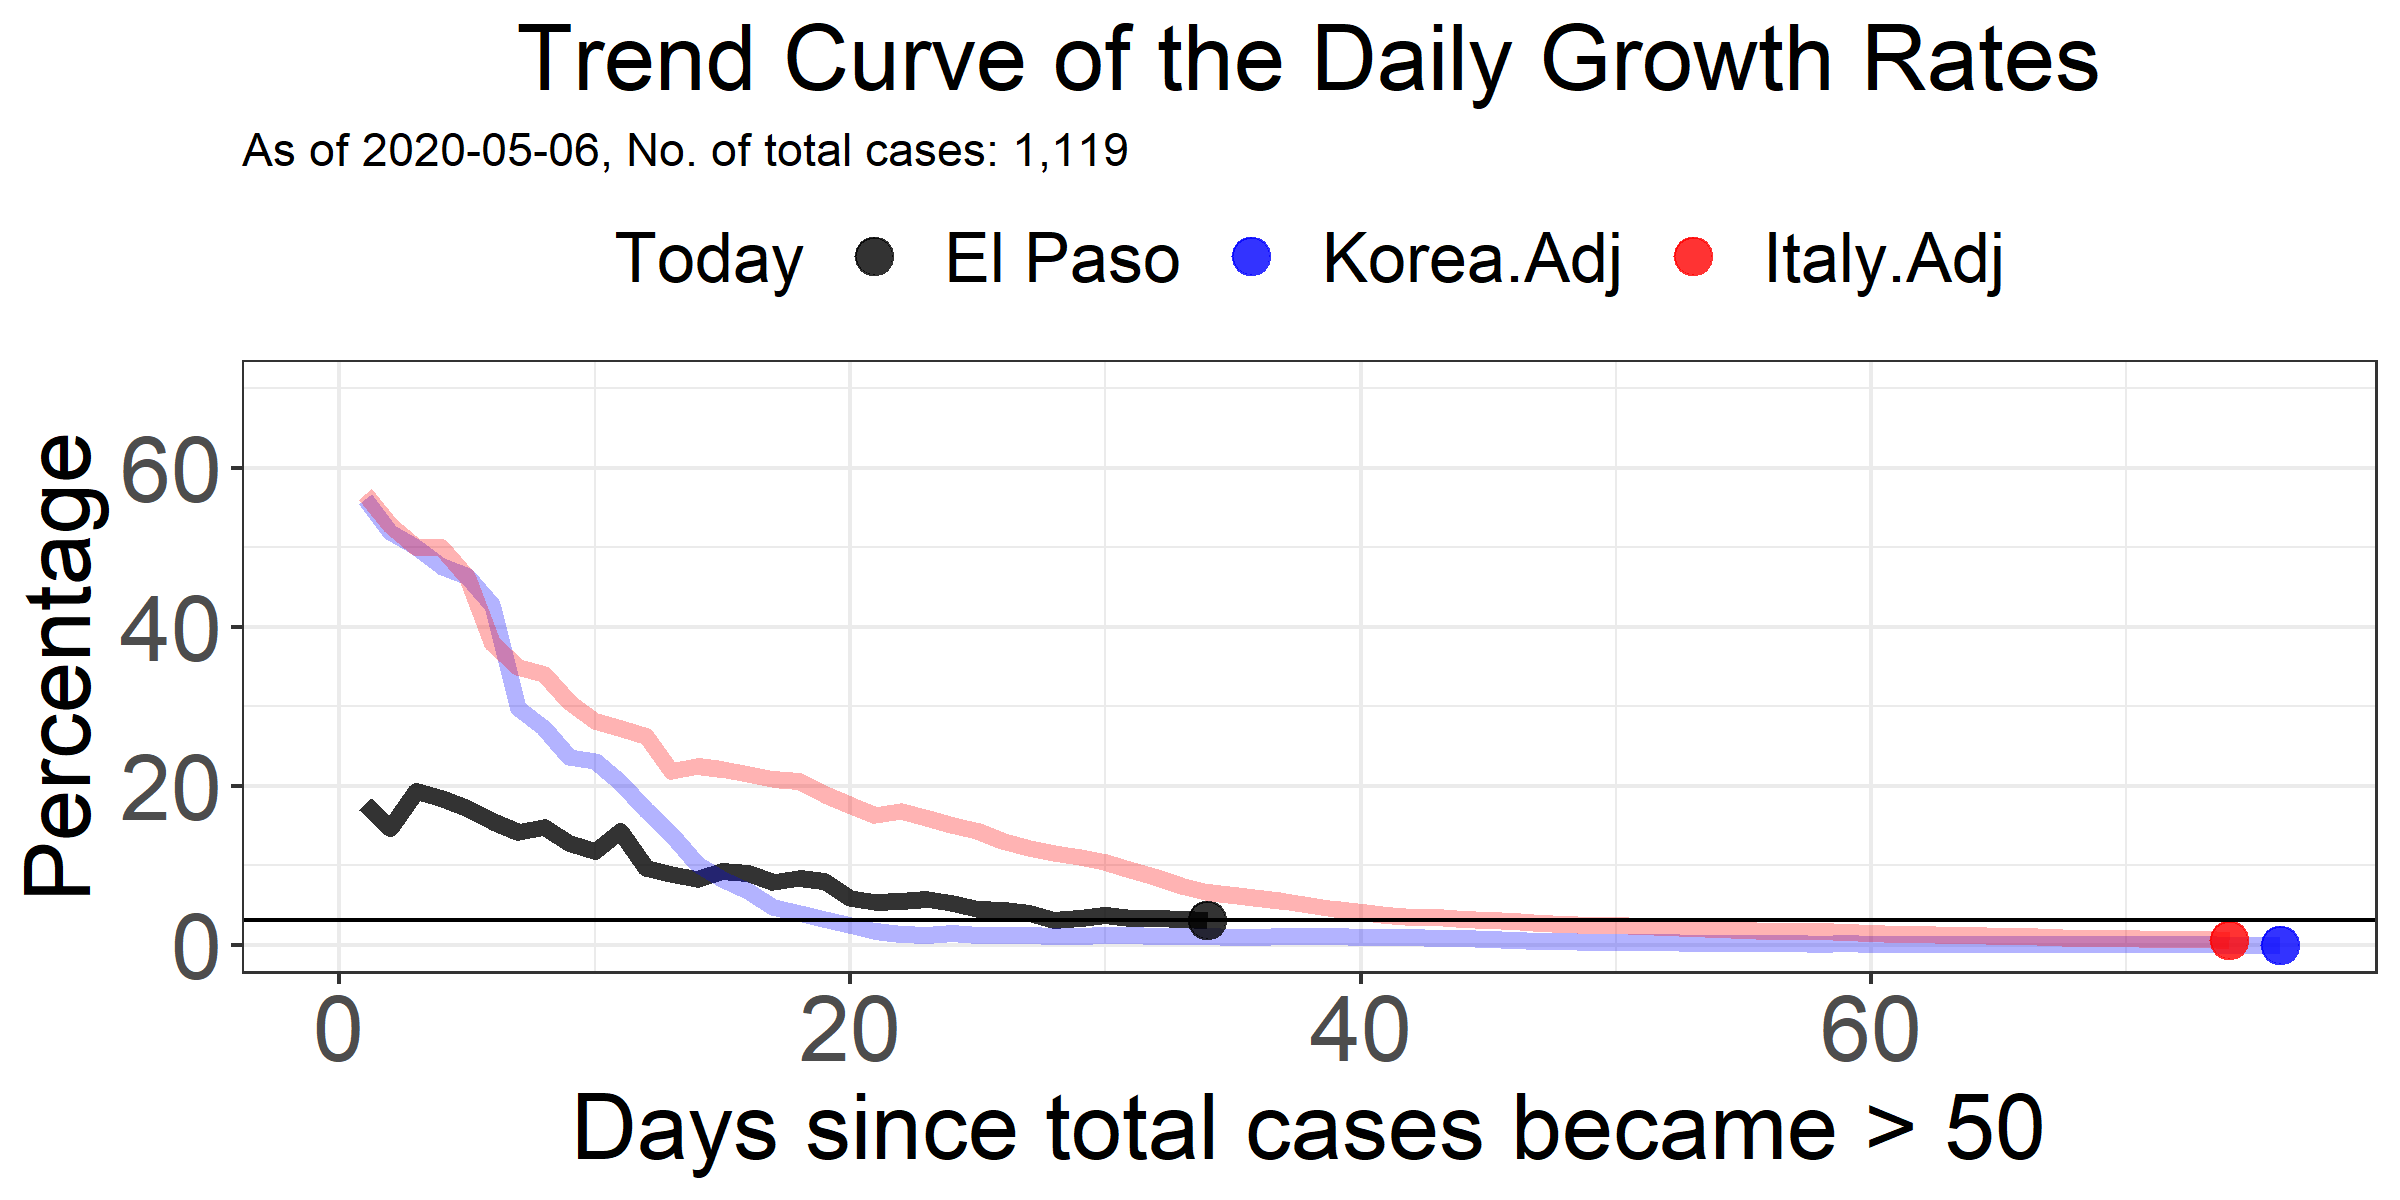 Trend Curve of the Daily Growth Rates
As of 2020-05-06, No. of total cases: 1,119
Today El Paso Korea.Adj Italy.Adj
Percentage
60
40
20
0
0 20 40 60
Days since total cases became > 50